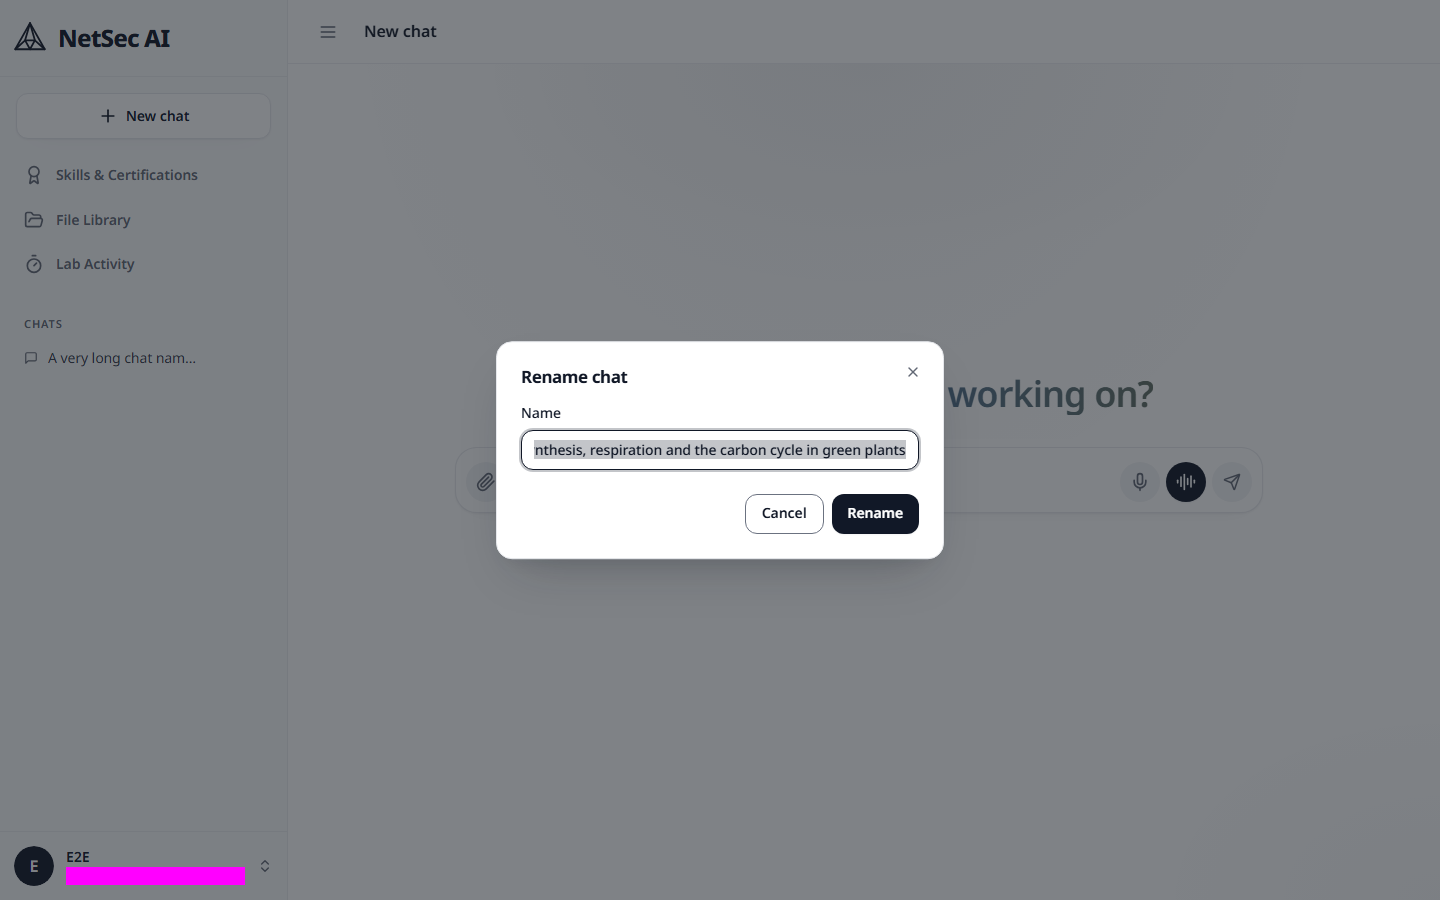 NetSec AI
New chat
New chat
Skills & Certifications
File Library
Lab Activity
CHATS
A very long chat nam...
working on?
Rename chat
Name
nthesis, respiration and the carbon cycle in green plants
Cancel
Rename
E
E2E